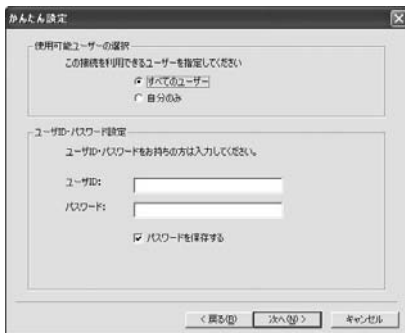 かんたん設定
使用可能ユーザーの選択
この接続を利用できるユーザーを指定してください
すべてのユーザー
自分のみ
ユーザID・パスワード設定
ユーザID・パスワードをお持ちの方は入力してください。
ユーザID:
パスワード:
パスワードを保存する
< 戻る(B)
次へ(N) >
キャンセル